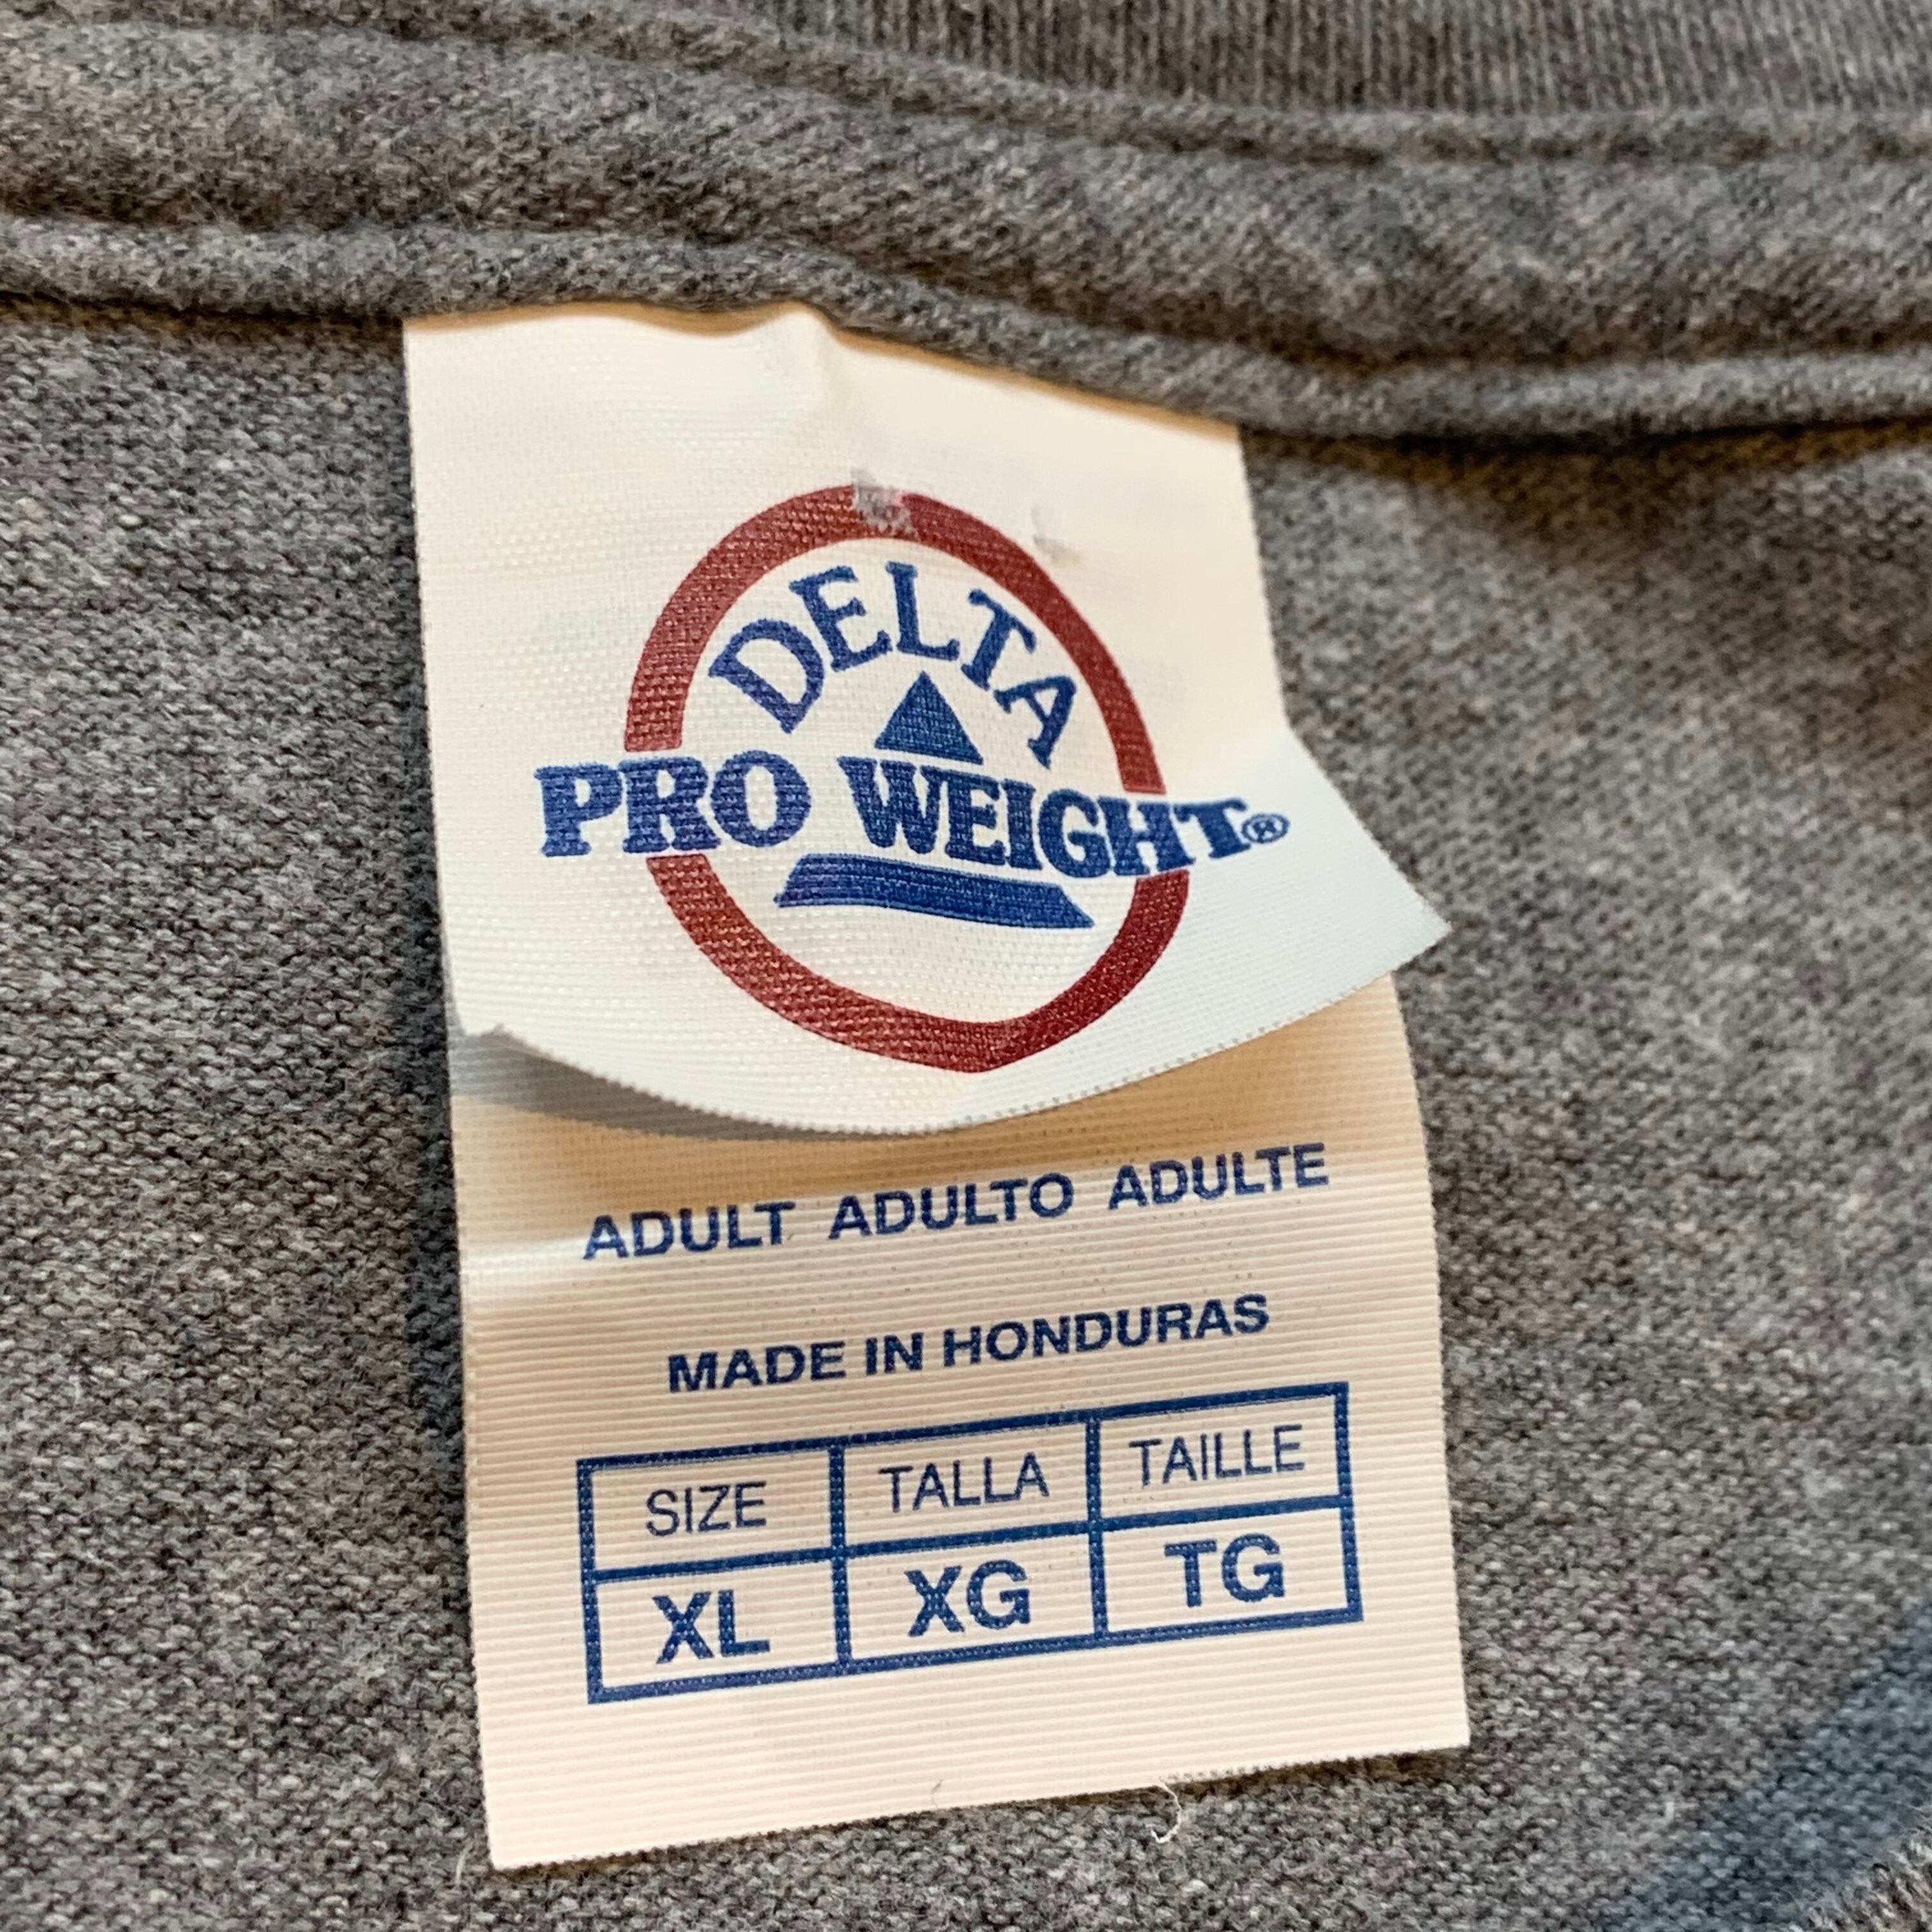 DELTA
PRO WEIGHT®
ADULT ADULTO ADULTE
MADE IN HONDURAS
SIZE TALLA TAILLE
XL XG TG